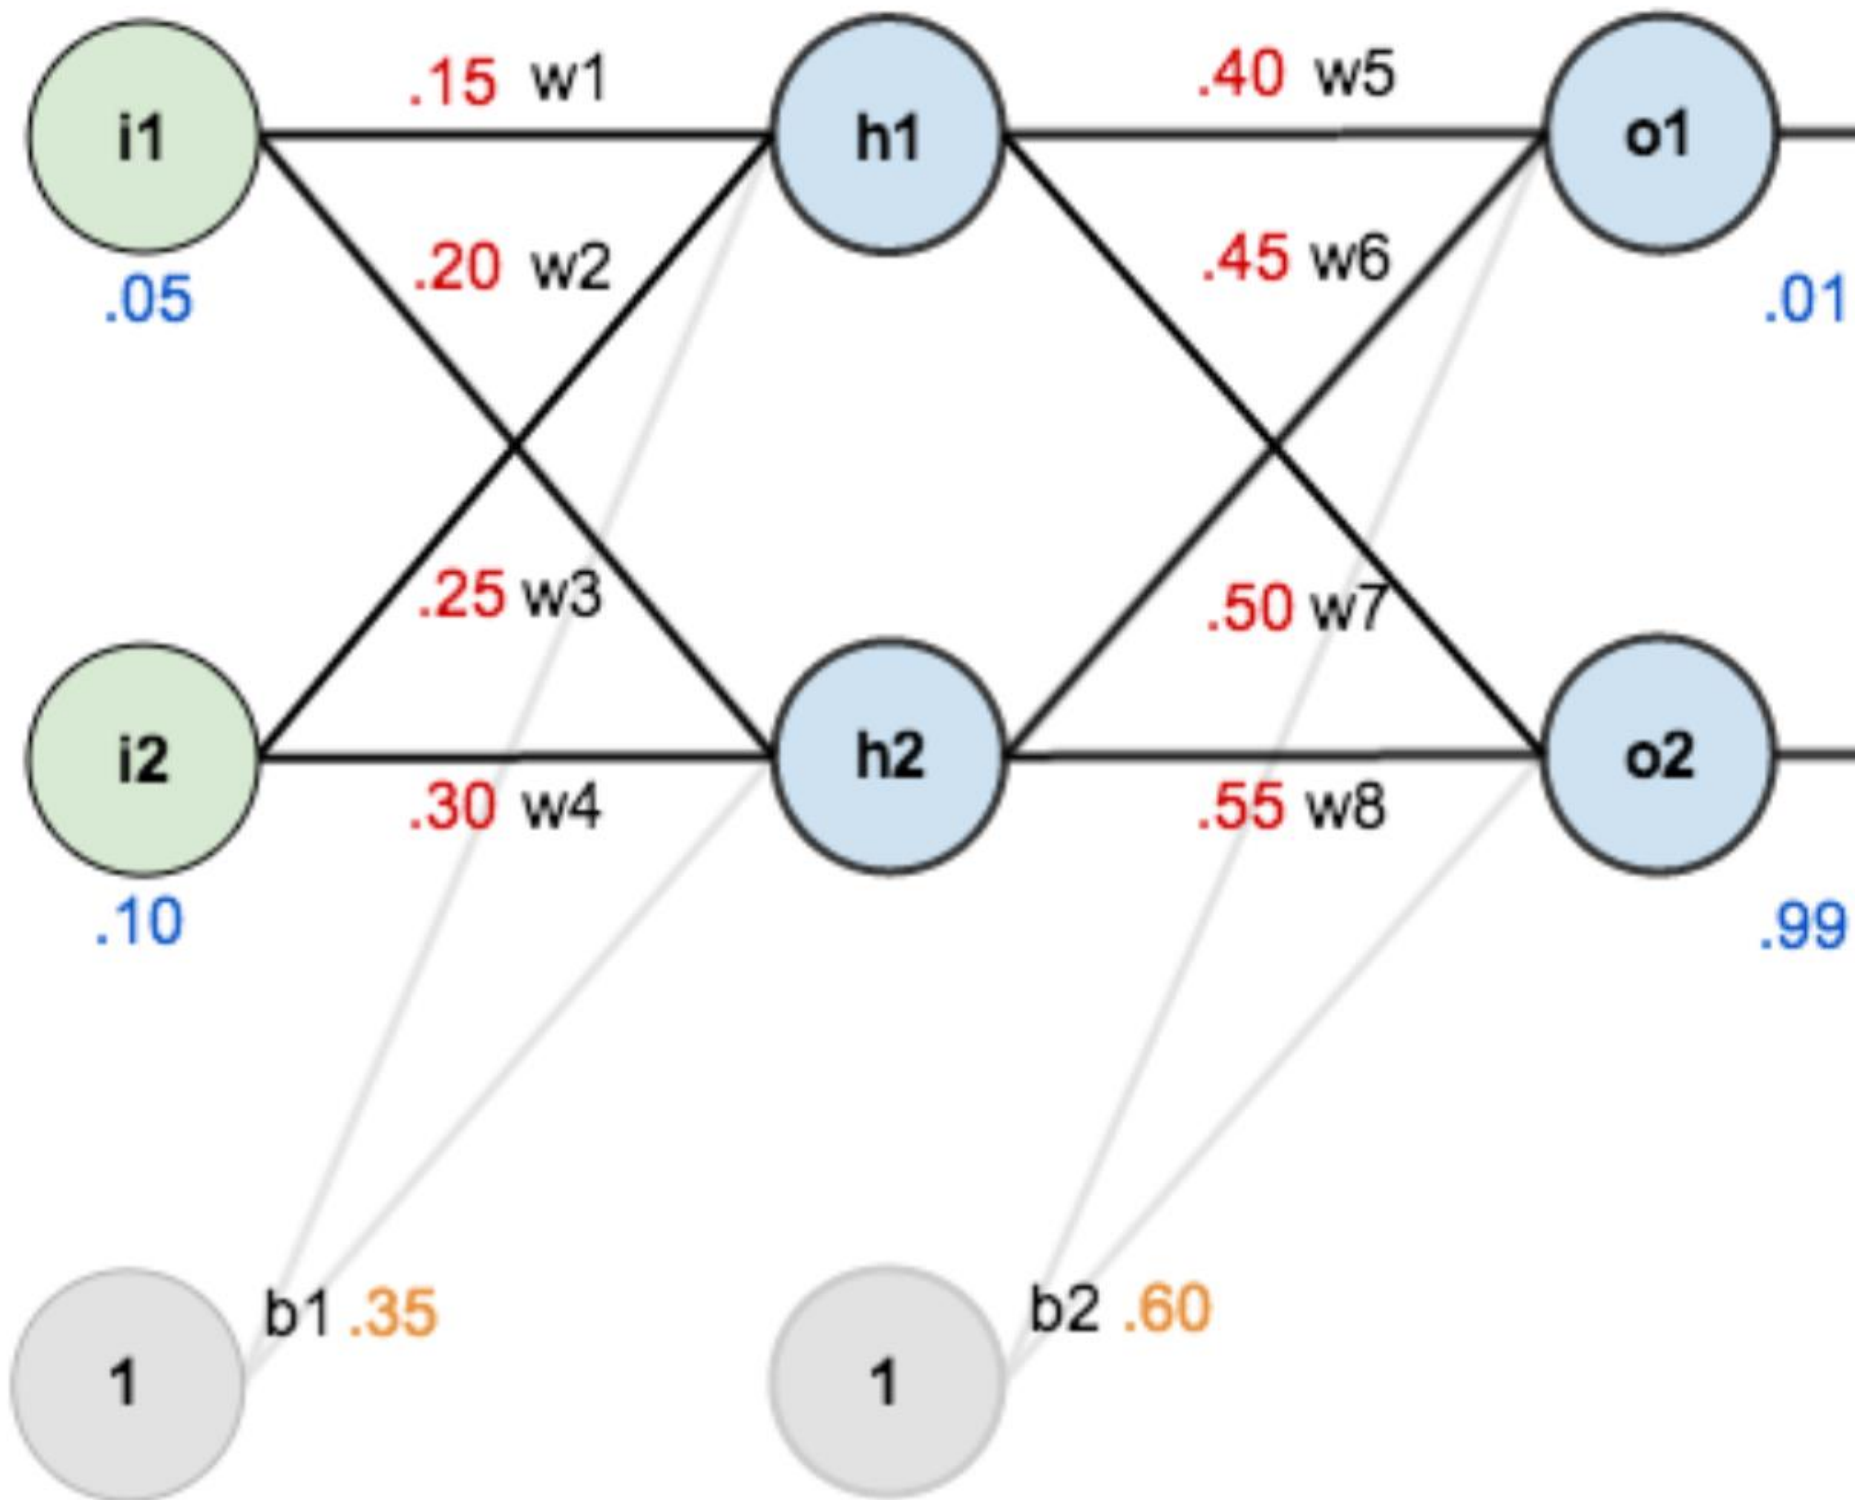 .15 w1
.40 w5
i1
h1
o1
.20 w2
.45 w6
.05
.01
.25 w3
.50 w7
i2
h2
o2
.30 w4
.55 w8
.10
.99
b1 .35
b2 .60
1
1